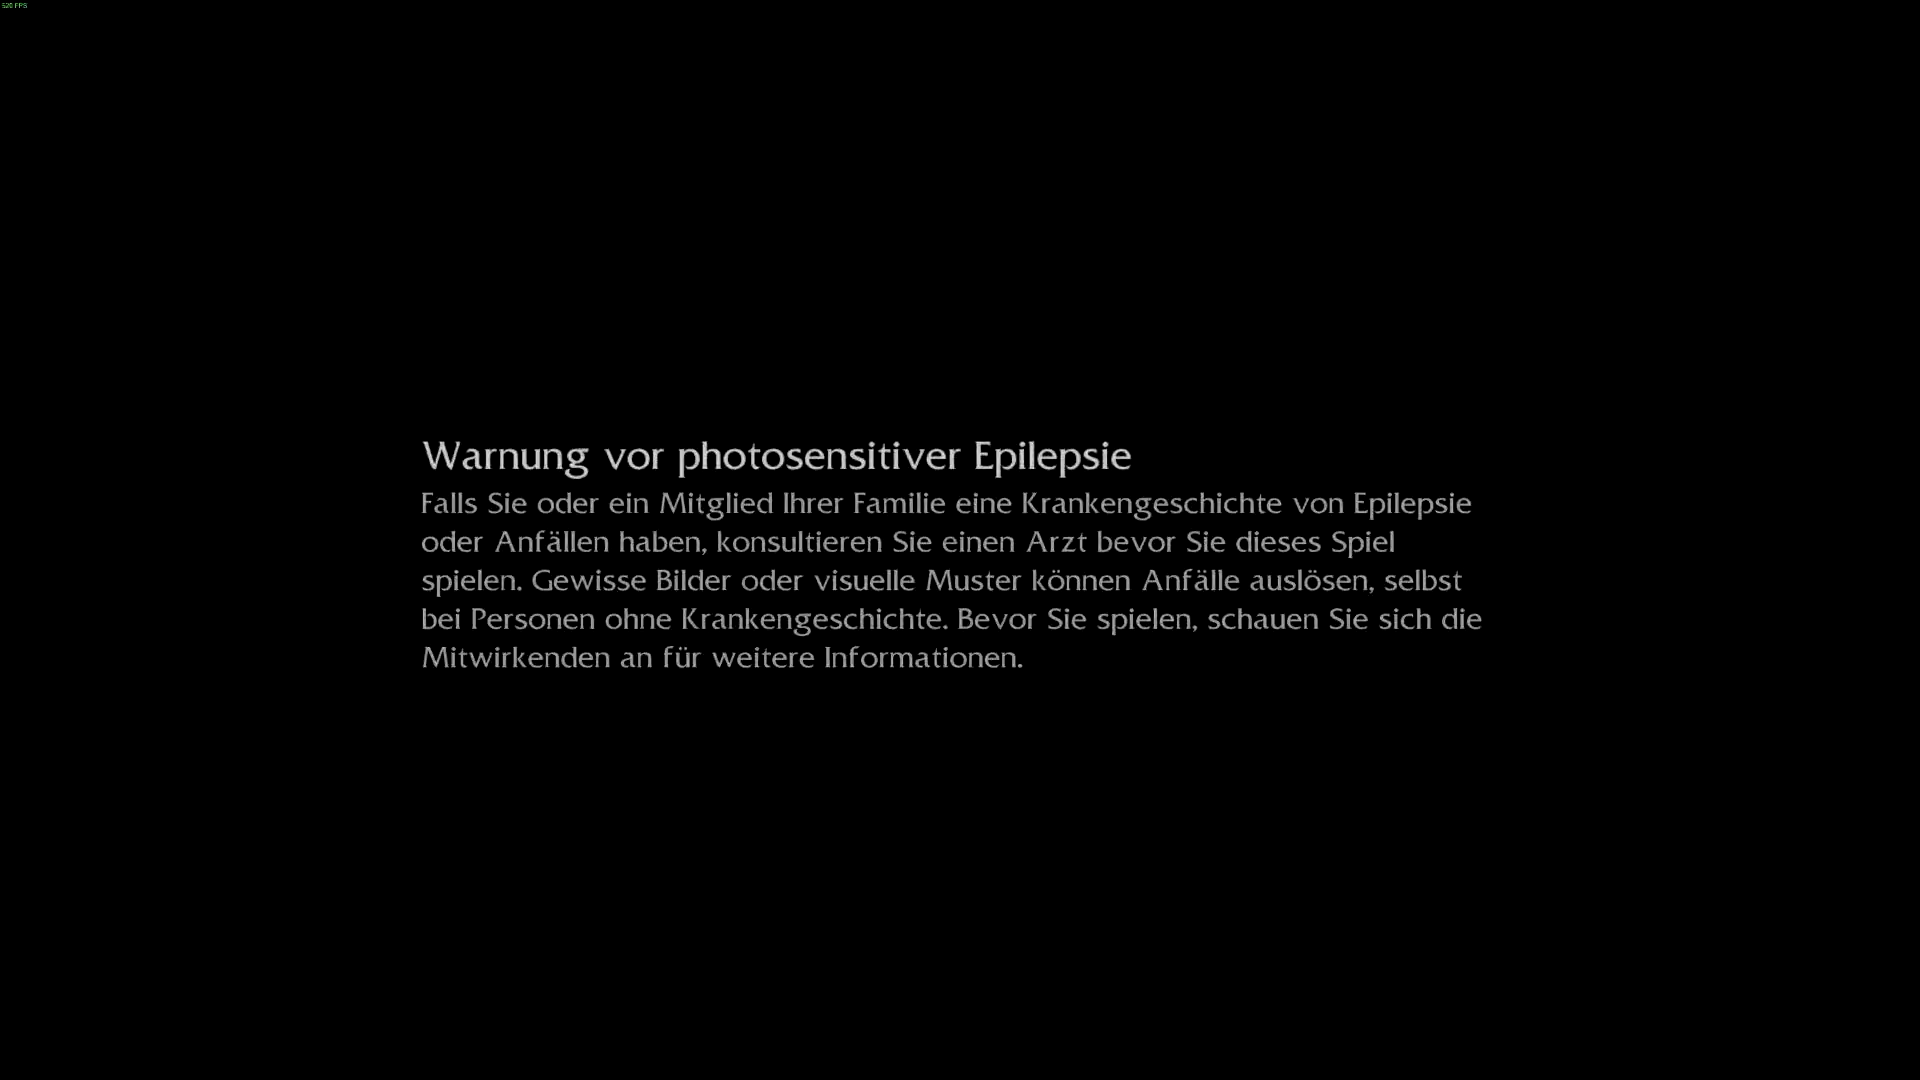 526 FPS
Warnung vor photosensitiver Epilepsie
Falls Sie oder ein Mitglied Ihrer Familie eine Krankengeschichte von Epilepsie
oder Anfällen haben, konsultieren Sie einen Arzt bevor Sie dieses Spiel
spielen. Gewisse Bilder oder visuelle Muster können Anfälle auslösen, selbst
bei Personen ohne Krankengeschichte. Bevor Sie spielen, schauen Sie sich die
Mitwirkenden an für weitere Informationen.